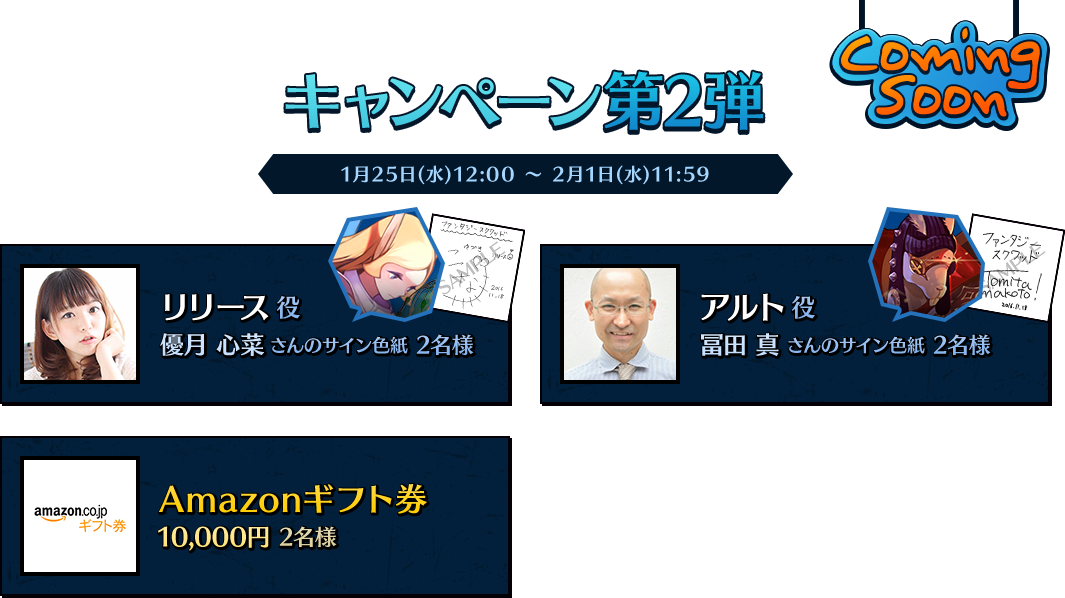 Coming
Soon
キャンペーン第2弾
1月25日(水)12:00 ～ 2月1日(水)11:59
ファンタジースクワッド
SAMPLE
2016
11.18
リリース 役
優月 心菜 さんのサイン色紙 2名様
ファンタジー
スクワッド
SAMPLE
Tomita
makoto!
2016.11.18
アルト 役
冨田 真 さんのサイン色紙 2名様
amazon.co.jp
ギフト券
Amazonギフト券
10,000円 2名様